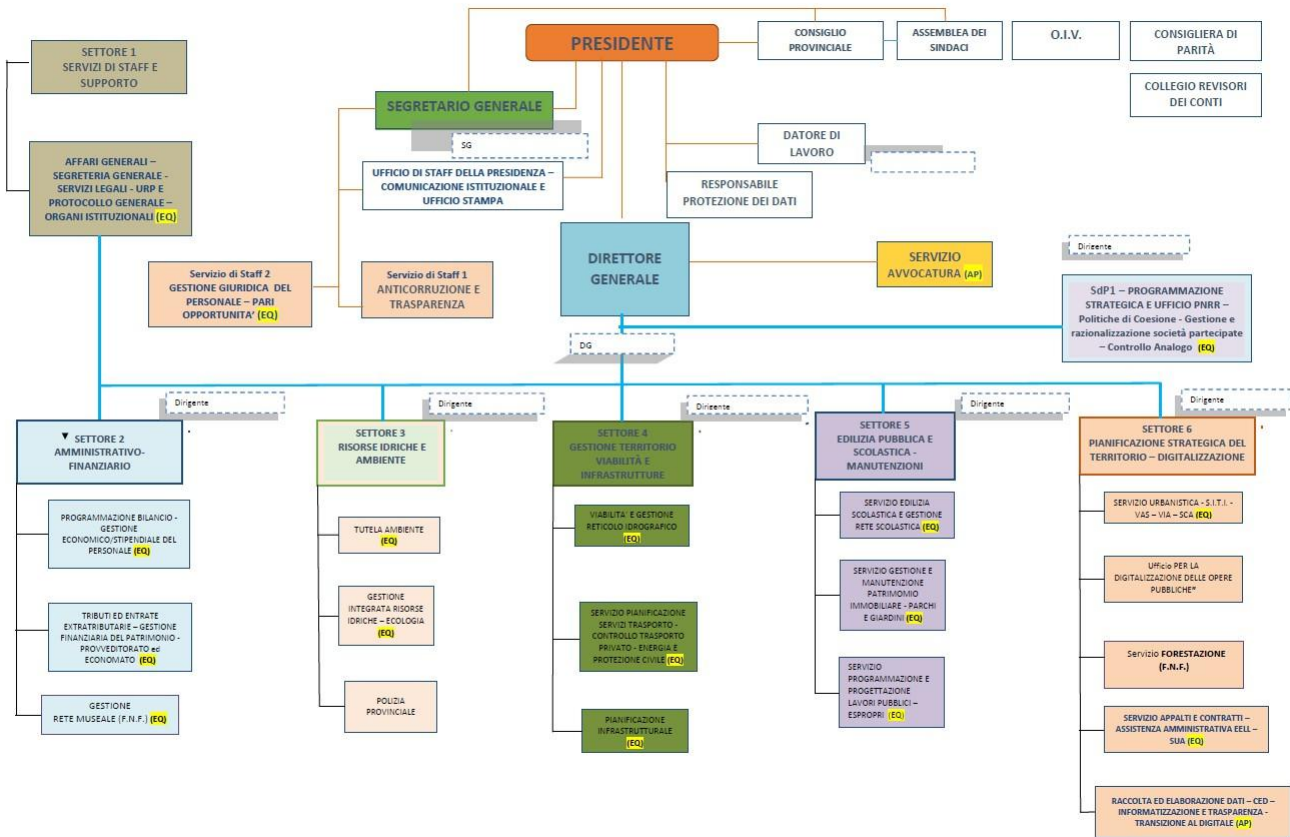 SETTORE 1
SERVIZI DI STAFF E
SUPPORTO
PRESIDENTE
CONSIGLIO
PROVINCIALE
ASSEMBLEA DEI
SINDACI
O.I.V.
CONSIGLIERA DI
PARITÀ
COLLEGIO REVISORI
DEI CONTI
SEGRETARIO GENERALE
SG
DATORE DI
LAVORO
AFFARI GENERALI –
SEGRETERIA GENERALE -
SERVIZI LEGALI - URP E
PROTOCOLLO GENERALE –
ORGANI ISTITUZIONALI (EQ)
UFFICIO DI STAFF DELLA PRESIDENZA –
COMUNICAZIONE ISTITUZIONALE E
UFFICIO STAMPA
RESPONSABILE
PROTEZIONE DEI DATI
Servizio di Staff 2
GESTIONE GIURIDICA DEL
PERSONALE – PARI
OPPORTUNITA' (EQ)
Servizio di Staff 1
ANTICORRUZIONE E
TRASPARENZA
DIRETTORE
GENERALE
SERVIZIO
AVVOCATURA (AP)
Dirigente
SdP1 – PROGRAMMAZIONE
STRATEGICA E UFFICIO PNRR –
Politiche di Coesione - Gestione e
razionalizzazione società partecipate
– Controllo Analogo (EQ)
DG
Dirigente
Dirigente
Dirigente
Dirigente
Dirigente
SETTORE 2
AMMINISTRATIVO-
FINANZIARIO
PROGRAMMAZIONE BILANCIO -
GESTIONE
ECONOMICO/STIPENDIALE DEL
PERSONALE (EQ)
TRIBUTI ED ENTRATE
EXTRATRIBUTARIE – GESTIONE
FINANZIARIA DEL PATRIMONIO -
PROVVEDITORATO ed
ECONOMATO (EQ)
GESTIONE
RETE MUSEALE (F.N.F.) (EQ)
SETTORE 3
RISORSE IDRICHE E
AMBIENTE
TUTELA AMBIENTE
(EQ)
GESTIONE
INTEGRATA RISORSE
IDRICHE – ECOLOGIA
(EQ)
POLIZIA
PROVINCIALE
SETTORE 4
GESTIONE TERRITORIO
VIABILITÀ E
INFRASTRUTTURE
VIABILITA' E GESTIONE
RETICOLO IDROGRAFICO
(EQ)
SERVIZIO PIANIFICAZIONE
SERVIZI TRASPORTO -
CONTROLLO TRASPORTO
PRIVATO - ENERGIA E
PROTEZIONE CIVILE (EQ)
PIANIFICAZIONE
INFRASTRUTTURALE
(EQ)
SETTORE 5
EDILIZIA PUBBLICA E
SCOLASTICA -
MANUTENZIONI
SERVIZIO EDILIZIA
SCOLASTICA E GESTIONE
RETE SCOLASTICA (EQ)
SERVIZIO GESTIONE E
MANUTENZIONE
PATRIMOMIO
IMMOBILIARE - PARCHI
E GIARDINI (EQ)
SERVIZIO
PROGRAMMAZIONE E
PROGETTAZIONE
LAVORI PUBBLICI –
ESPROPRI (EQ)
SETTORE 6
PIANIFICAZIONE STRATEGICA DEL
TERRITORIO – DIGITALIZZAZIONE
SERVIZIO URBANISTICA - S.I.T.I. -
VAS – VIA – SCA (EQ)
Ufficio PER LA
DIGITALIZZAZIONE DELLE OPERE
PUBBLICHE*
Servizio FORESTAZIONE
(F.N.F.)
SERVIZIO APPALTI E CONTRATTI –
ASSISTENZA AMMINISTRATIVA EELL –
SUA (EQ)
RACCOLTA ED ELABORAZIONE DATI – CED –
INFORMATIZZAZIONE E TRASPARENZA -
TRANSIZIONE AL DIGITALE (AP)